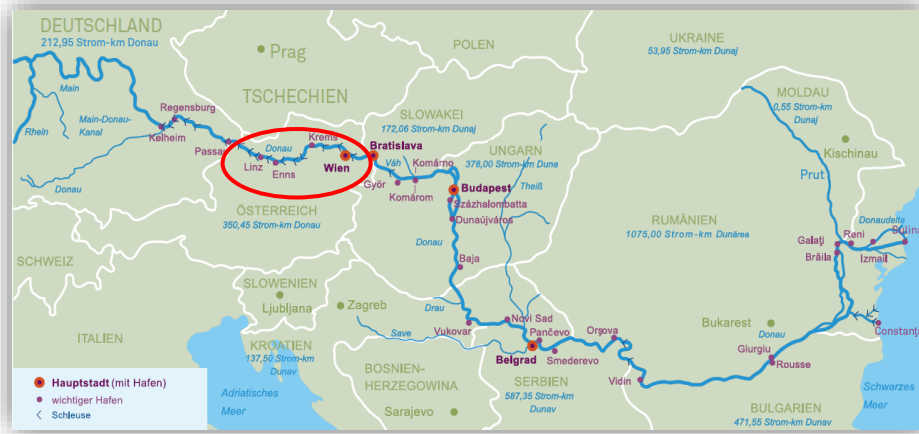 DEUTSCHLAND
212,95 Strom-km Donau
Main
Rhein
Main-Donau-
Kanal
Regensburg
Kelheim
Donau
Passau
Prag
TSCHECHIEN
POLEN
UKRAINE
53,95 Strom-km Dunaj
MOLDAU
0,55 Strom-km
Dunaj
Kischinau
Prut
SLOWAKEI
172,06 Strom-km Dunaj
Krems
Donau
Linz
Enns
Wien
Bratislava
Váh
Komárno
Győr
Komárom
UNGARN
378,00 Strom-km Duna
Theiß
Budapest
Százhalombatta
Dunaújváros
Donau
Baja
ÖSTERREICH
350,45 Strom-km Donau
SCHWEIZ
RUMÄNIEN
1075,00 Strom-km Dunărea
Donaudelta
Galaţi
Reni
Sulina
Brăila
Izmail
SLOWENIEN
Ljubljana
Zagreb
Drau
Save
Vukovar
Novi Sad
Pančevo
Orşova
Belgrad
Smederevo
Bukarest
Donau
Constanţa
Giurgiu
Rousse
Vidin
ITALIEN
KROATIEN
137,50 Strom-km
Dunav
BOSNIEN-
HERZEGOWINA
Sarajevo
SERBIEN
587,35 Strom-km
Dunav
BULGARIEN
471,55 Strom-km Dunav
Adriatisches
Meer
Schwarzes
Meer
Hauptstadt (mit Hafen)
wichtiger Hafen
Schleuse